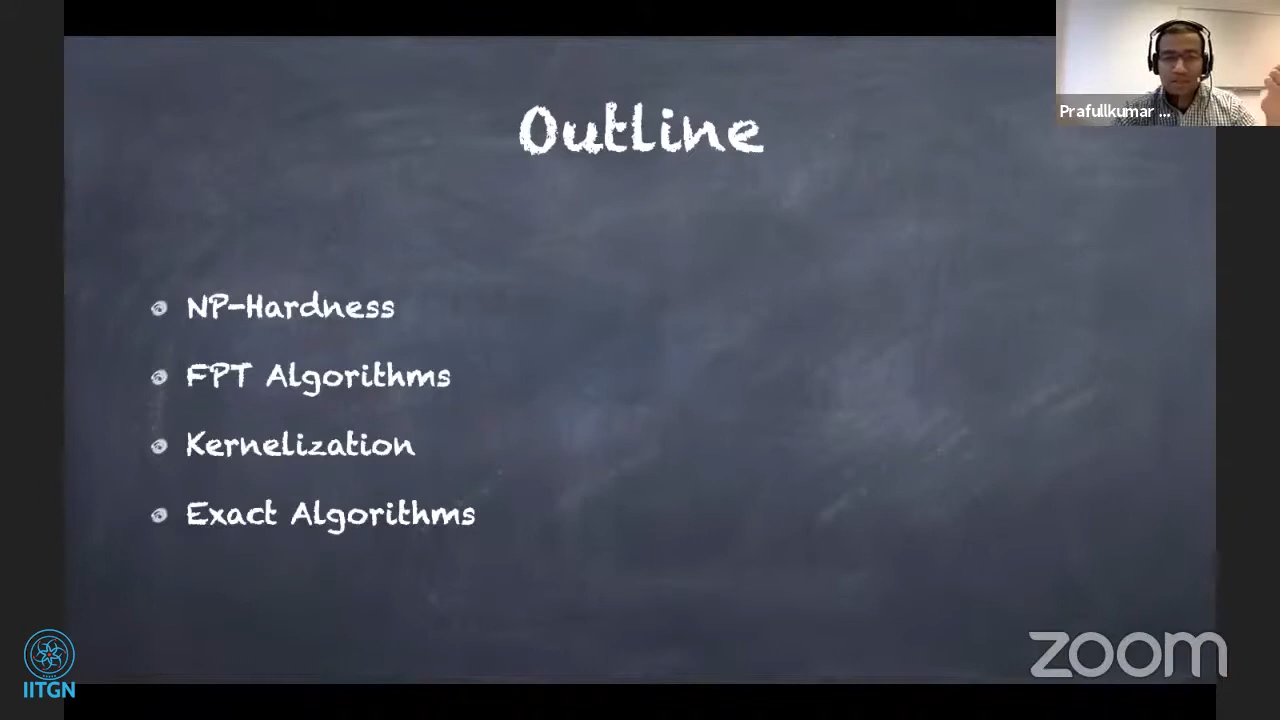 Outline
Prafullkumar ...
NP-Hardness
FPT Algorithms
Kernelization
Exact Algorithms
IITGN
zoom